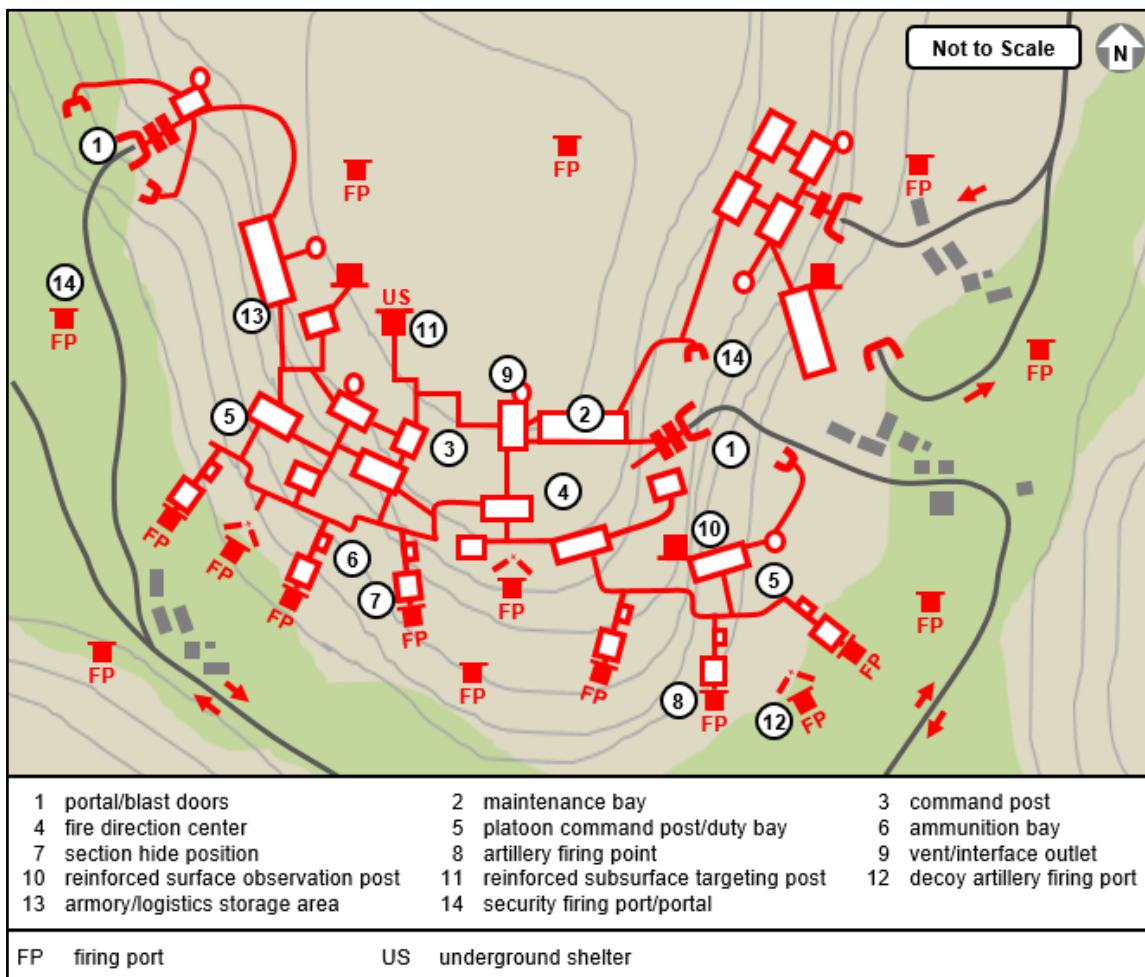 Not to Scale
N
1
FP
FP
FP
14
FP
US
13
11
9
14
FP
5
2
3
1
4
10
FP
FP
6
5
FP
7
FP
FP
FP
FP
FP
FP
8
FP
12
FP
FP
1 portal/blast doors 2 maintenance bay 3 command post
4 fire direction center 5 platoon command post/duty bay 6 ammunition bay
7 section hide position 8 artillery firing point 9 vent/interface outlet
10 reinforced surface observation post 11 reinforced subsurface targeting post 12 decoy artillery firing port
13 armory/logistics storage area 14 security firing port/portal
FP firing port US underground shelter